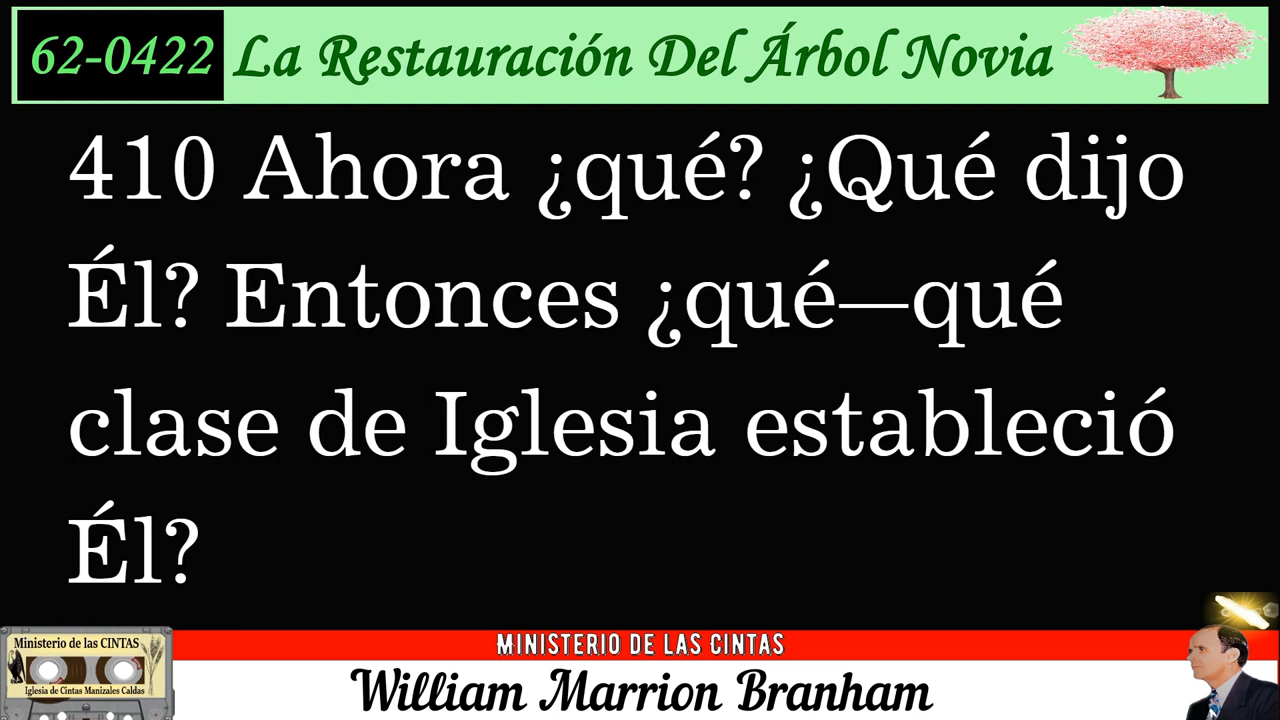 62-0422 La Restauración Del Árbol Novia
410 Ahora ¿qué? ¿Qué dijo
Él? Entonces ¿qué—qué
clase de Iglesia estableció
Él?
Ministerio de las CINTAS
Iglesia de Cintas Manizales Caldas
MINISTERIO DE LAS CINTAS
William Marrion Branham